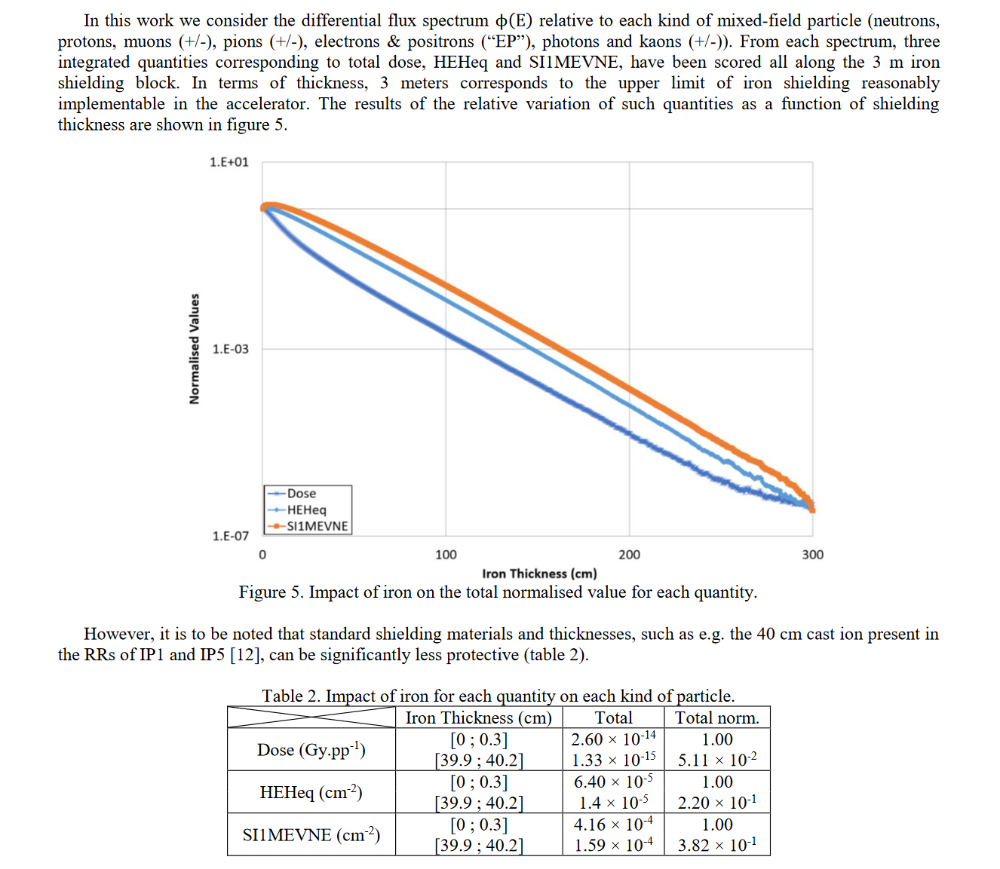 In this work we consider the differential flux spectrum ϕ(E) relative to each kind of mixed-field particle (neutrons,
protons, muons (+/-), pions (+/-), electrons & positrons (“EP”), photons and kaons (+/-)). From each spectrum, three
integrated quantities corresponding to total dose, HEHeq and SI1MEVNE, have been scored all along the 3 m iron
shielding block. In terms of thickness, 3 meters corresponds to the upper limit of iron shielding reasonably
implementable in the accelerator. The results of the relative variation of such quantities as a function of shielding
thickness are shown in figure 5.
1.E+01
1.E-03
1.E-07
Normalised Values
Dose
HEHeq
SI1MEVNE
0 100 200 300
Iron Thickness (cm)
Figure 5. Impact of iron on the total normalised value for each quantity.
However, it is to be noted that standard shielding materials and thicknesses, such as e.g. the 40 cm cast ion present in
the RRs of IP1 and IP5 [12], can be significantly less protective (table 2).
Table 2. Impact of iron for each quantity on each kind of particle.
Iron Thickness (cm) Total Total norm.
Dose (Gy.pp⁻¹) [0 ; 0.3] 2.60 × 10⁻¹⁴ 1.00
[39.9 ; 40.2] 1.33 × 10⁻¹⁵ 5.11 × 10⁻²
HEHeq (cm⁻²) [0 ; 0.3] 6.40 × 10⁻⁵ 1.00
[39.9 ; 40.2] 1.4 × 10⁻⁵ 2.20 × 10⁻¹
SI1MEVNE (cm⁻²) [0 ; 0.3] 4.16 × 10⁻⁴ 1.00
[39.9 ; 40.2] 1.59 × 10⁻⁴ 3.82 × 10⁻¹